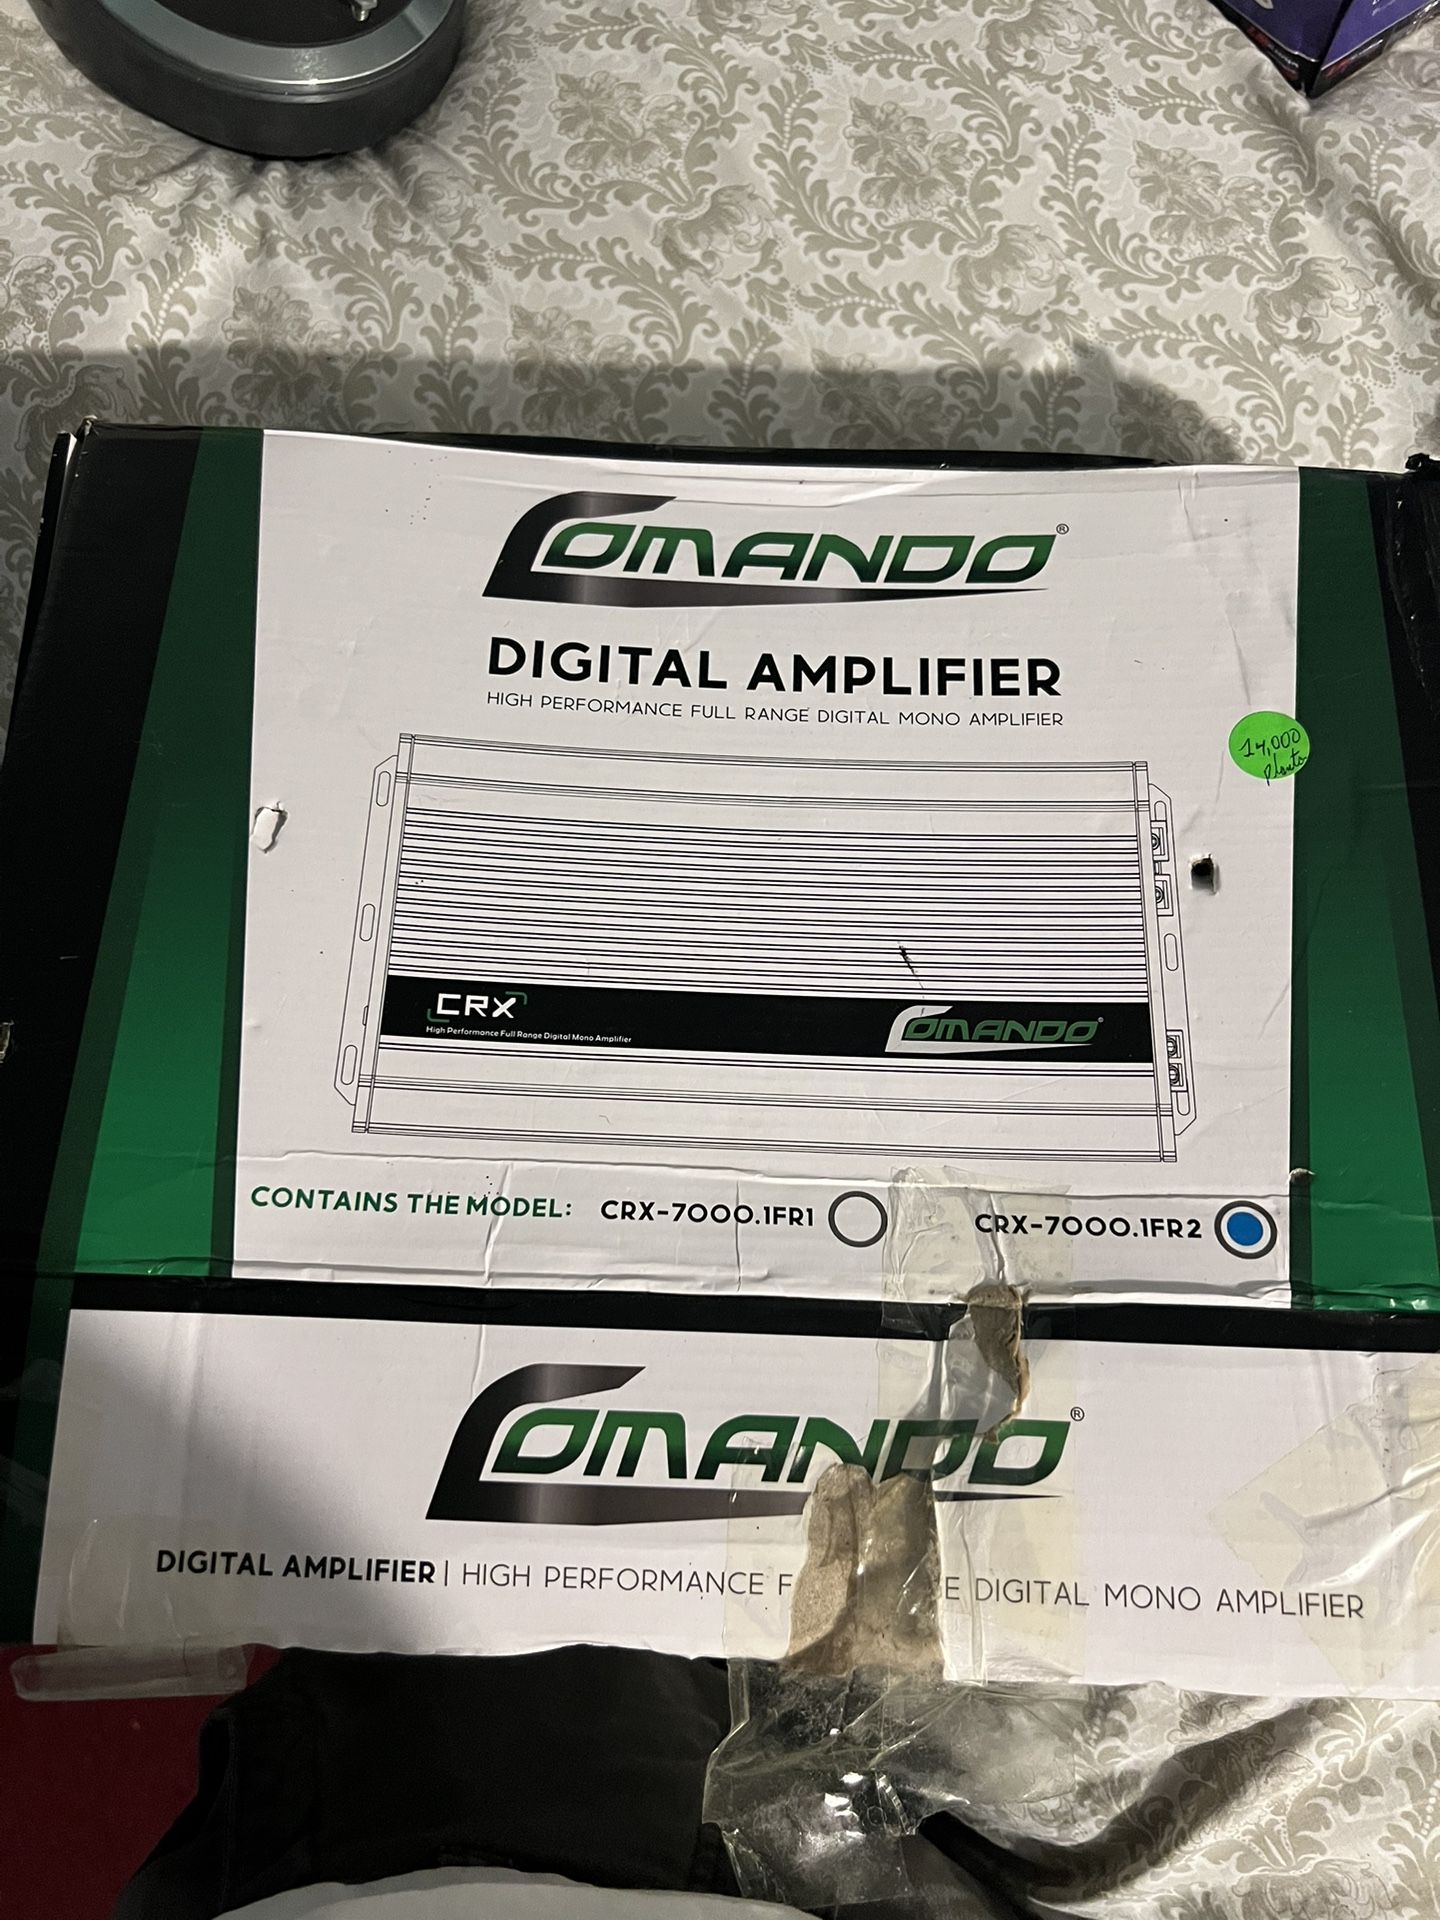 COMANDO®
DIGITAL AMPLIFIER
HIGH PERFORMANCE FULL RANGE DIGITAL MONO AMPLIFIER
14,000
CRX
High Performance Full Range Digital Mono Amplifier
COMANDO®
CONTAINS THE MODEL: CRX-7000.1FR1 CRX-7000.1FR2
COMANDO®
DIGITAL AMPLIFIER | HIGH PERFORMANCE F E DIGITAL MONO AMPLIFIER